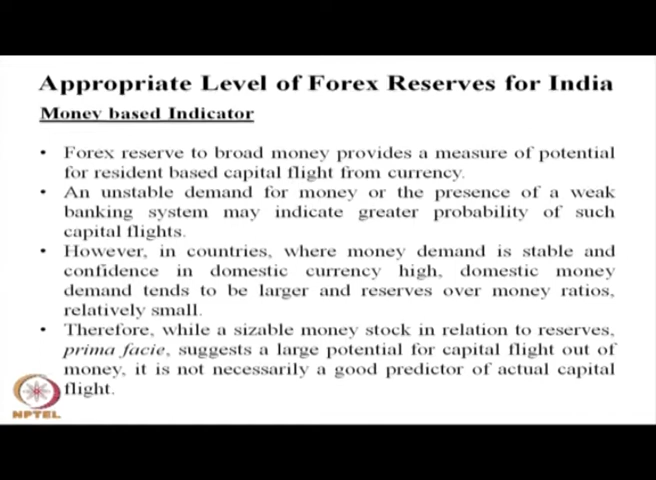 Appropriate Level of Forex Reserves for India
Money based Indicator
• Forex reserve to broad money provides a measure of potential
for resident based capital flight from currency.
• An unstable demand for money or the presence of a weak
banking system may indicate greater probability of such
capital flights.
• However, in countries, where money demand is stable and
confidence in domestic currency high, domestic money
demand tends to be larger and reserves over money ratios,
relatively small.
• Therefore, while a sizable money stock in relation to reserves,
prima facie, suggests a large potential for capital flight out of
money, it is not necessarily a good predictor of actual capital
flight.
NPTEL